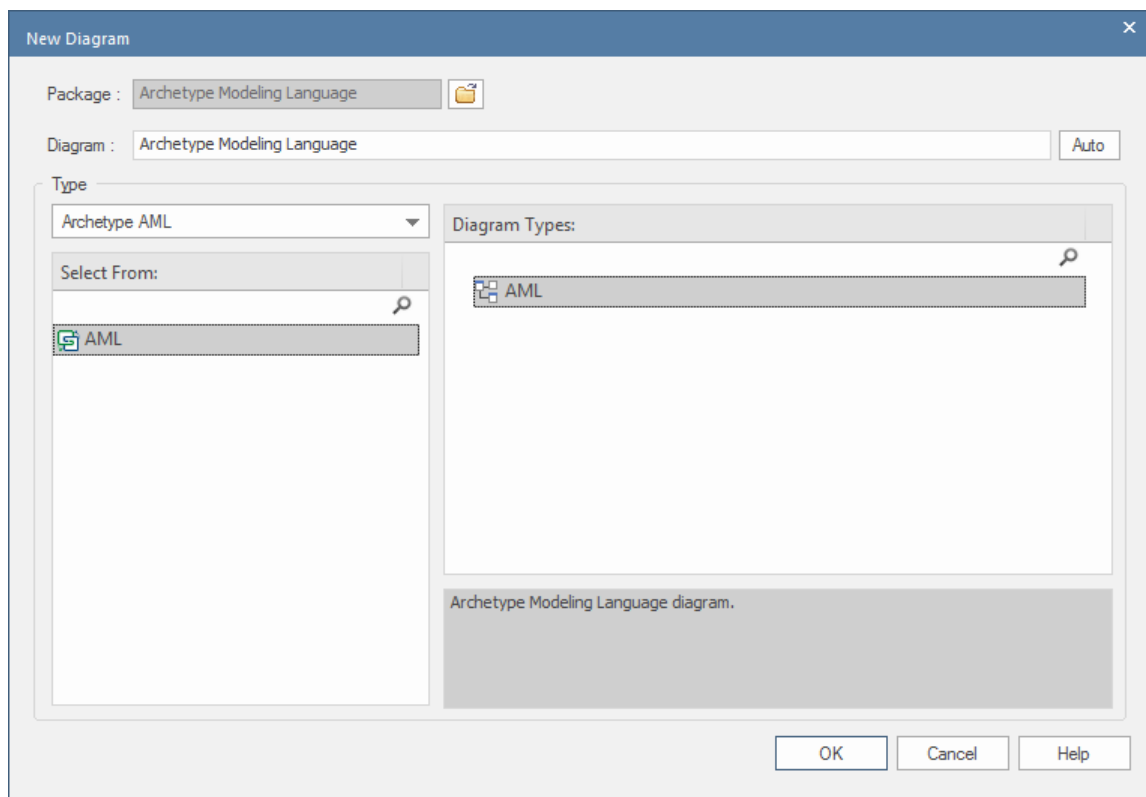 New Diagram
Package : Archetype Modeling Language
Diagram : Archetype Modeling Language Auto
Type
Archetype AML
Diagram Types:
Select From:
AML
AML
Archetype Modeling Language diagram.
OK Cancel Help